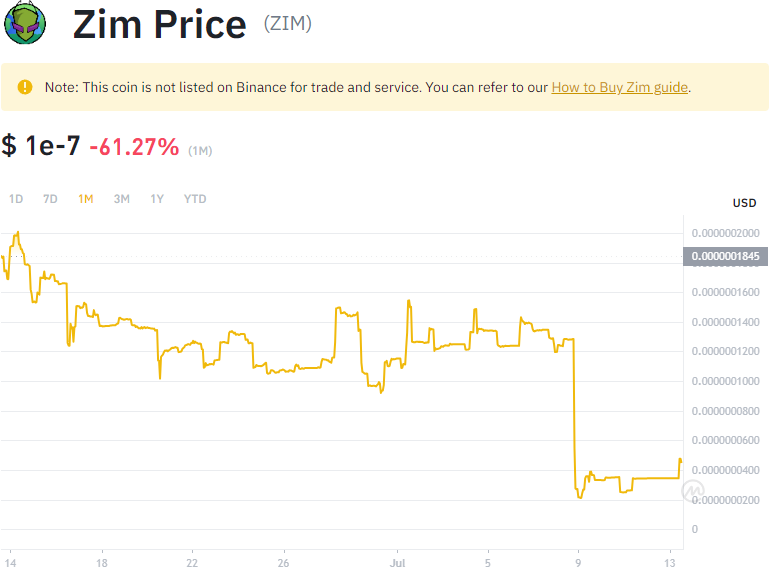 Zim Price (ZIM)
Note: This coin is not listed on Binance for trade and service. You can refer to our How to Buy Zim guide.
$ 1e-7 -61.27% (1M)
1D 7D 1M 3M 1Y YTD
USD
0.0000002000
0.0000001845
0.0000001600
0.0000001400
0.0000001200
0.0000001000
0.0000000800
0.0000000600
0.0000000400
0.0000000200
0
14 18 22 26 Jul 5 9 13